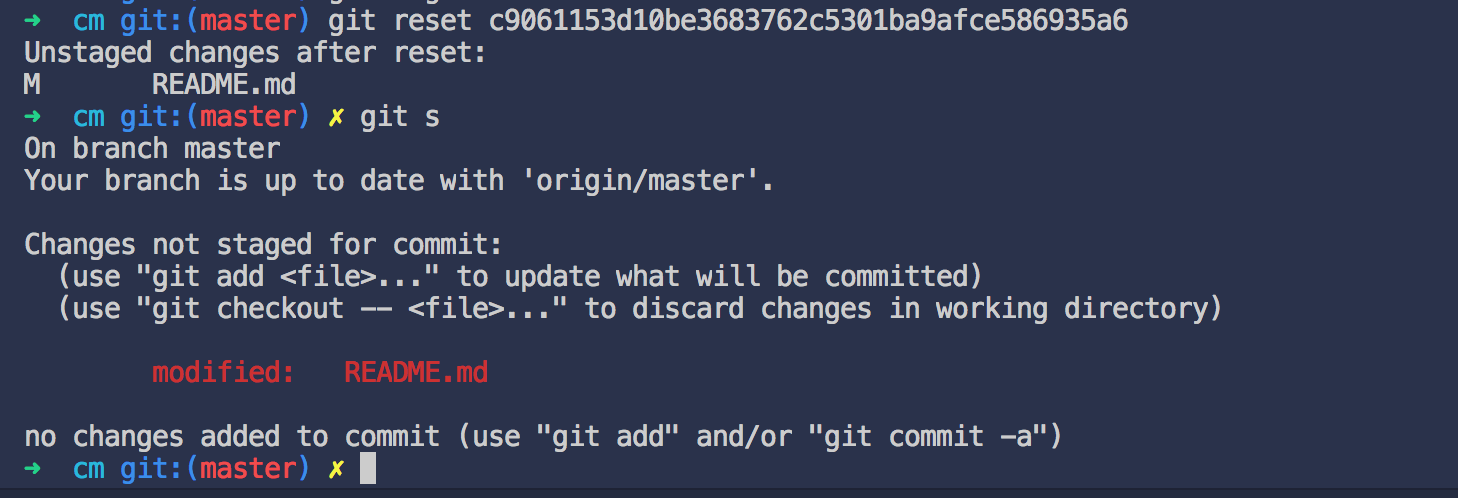 ➜  cm git:(master) git reset c9061153d10be3683762c5301ba9afce586935a6
Unstaged changes after reset:
M       README.md
➜  cm git:(master) ✗ git s
On branch master
Your branch is up to date with 'origin/master'.
Changes not staged for commit:
  (use "git add <file>..." to update what will be committed)
  (use "git checkout -- <file>..." to discard changes in working directory)
        modified:   README.md
no changes added to commit (use "git add" and/or "git commit -a")
➜  cm git:(master) ✗